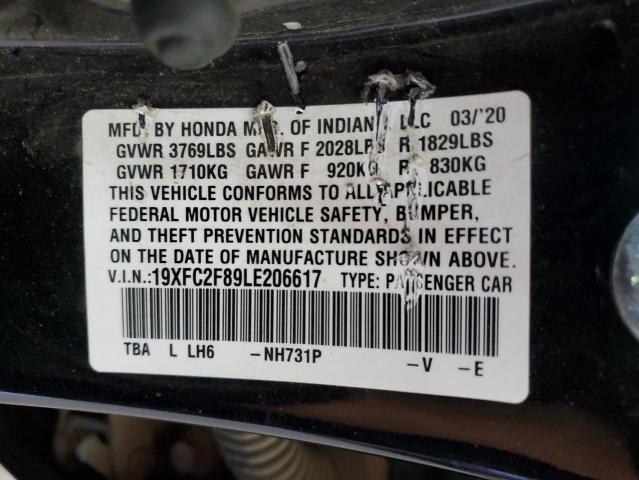 MFD BY HONDA MFG. OF INDIANA LLC 03/'20
GVWR 3769LBS GAWR F 2028LBS R 1829LBS
GVWR 1710KG GAWR F 920KG R 830KG
THIS VEHICLE CONFORMS TO ALL APPLICABLE
FEDERAL MOTOR VEHICLE SAFETY, BUMPER,
AND THEFT PREVENTION STANDARDS IN EFFECT
ON THE DATE OF MANUFACTURE SHOWN ABOVE.
V.I.N.:19XFC2F89LE206617 TYPE: PASSENGER CAR
TBA L LH6 -NH731P -V -E